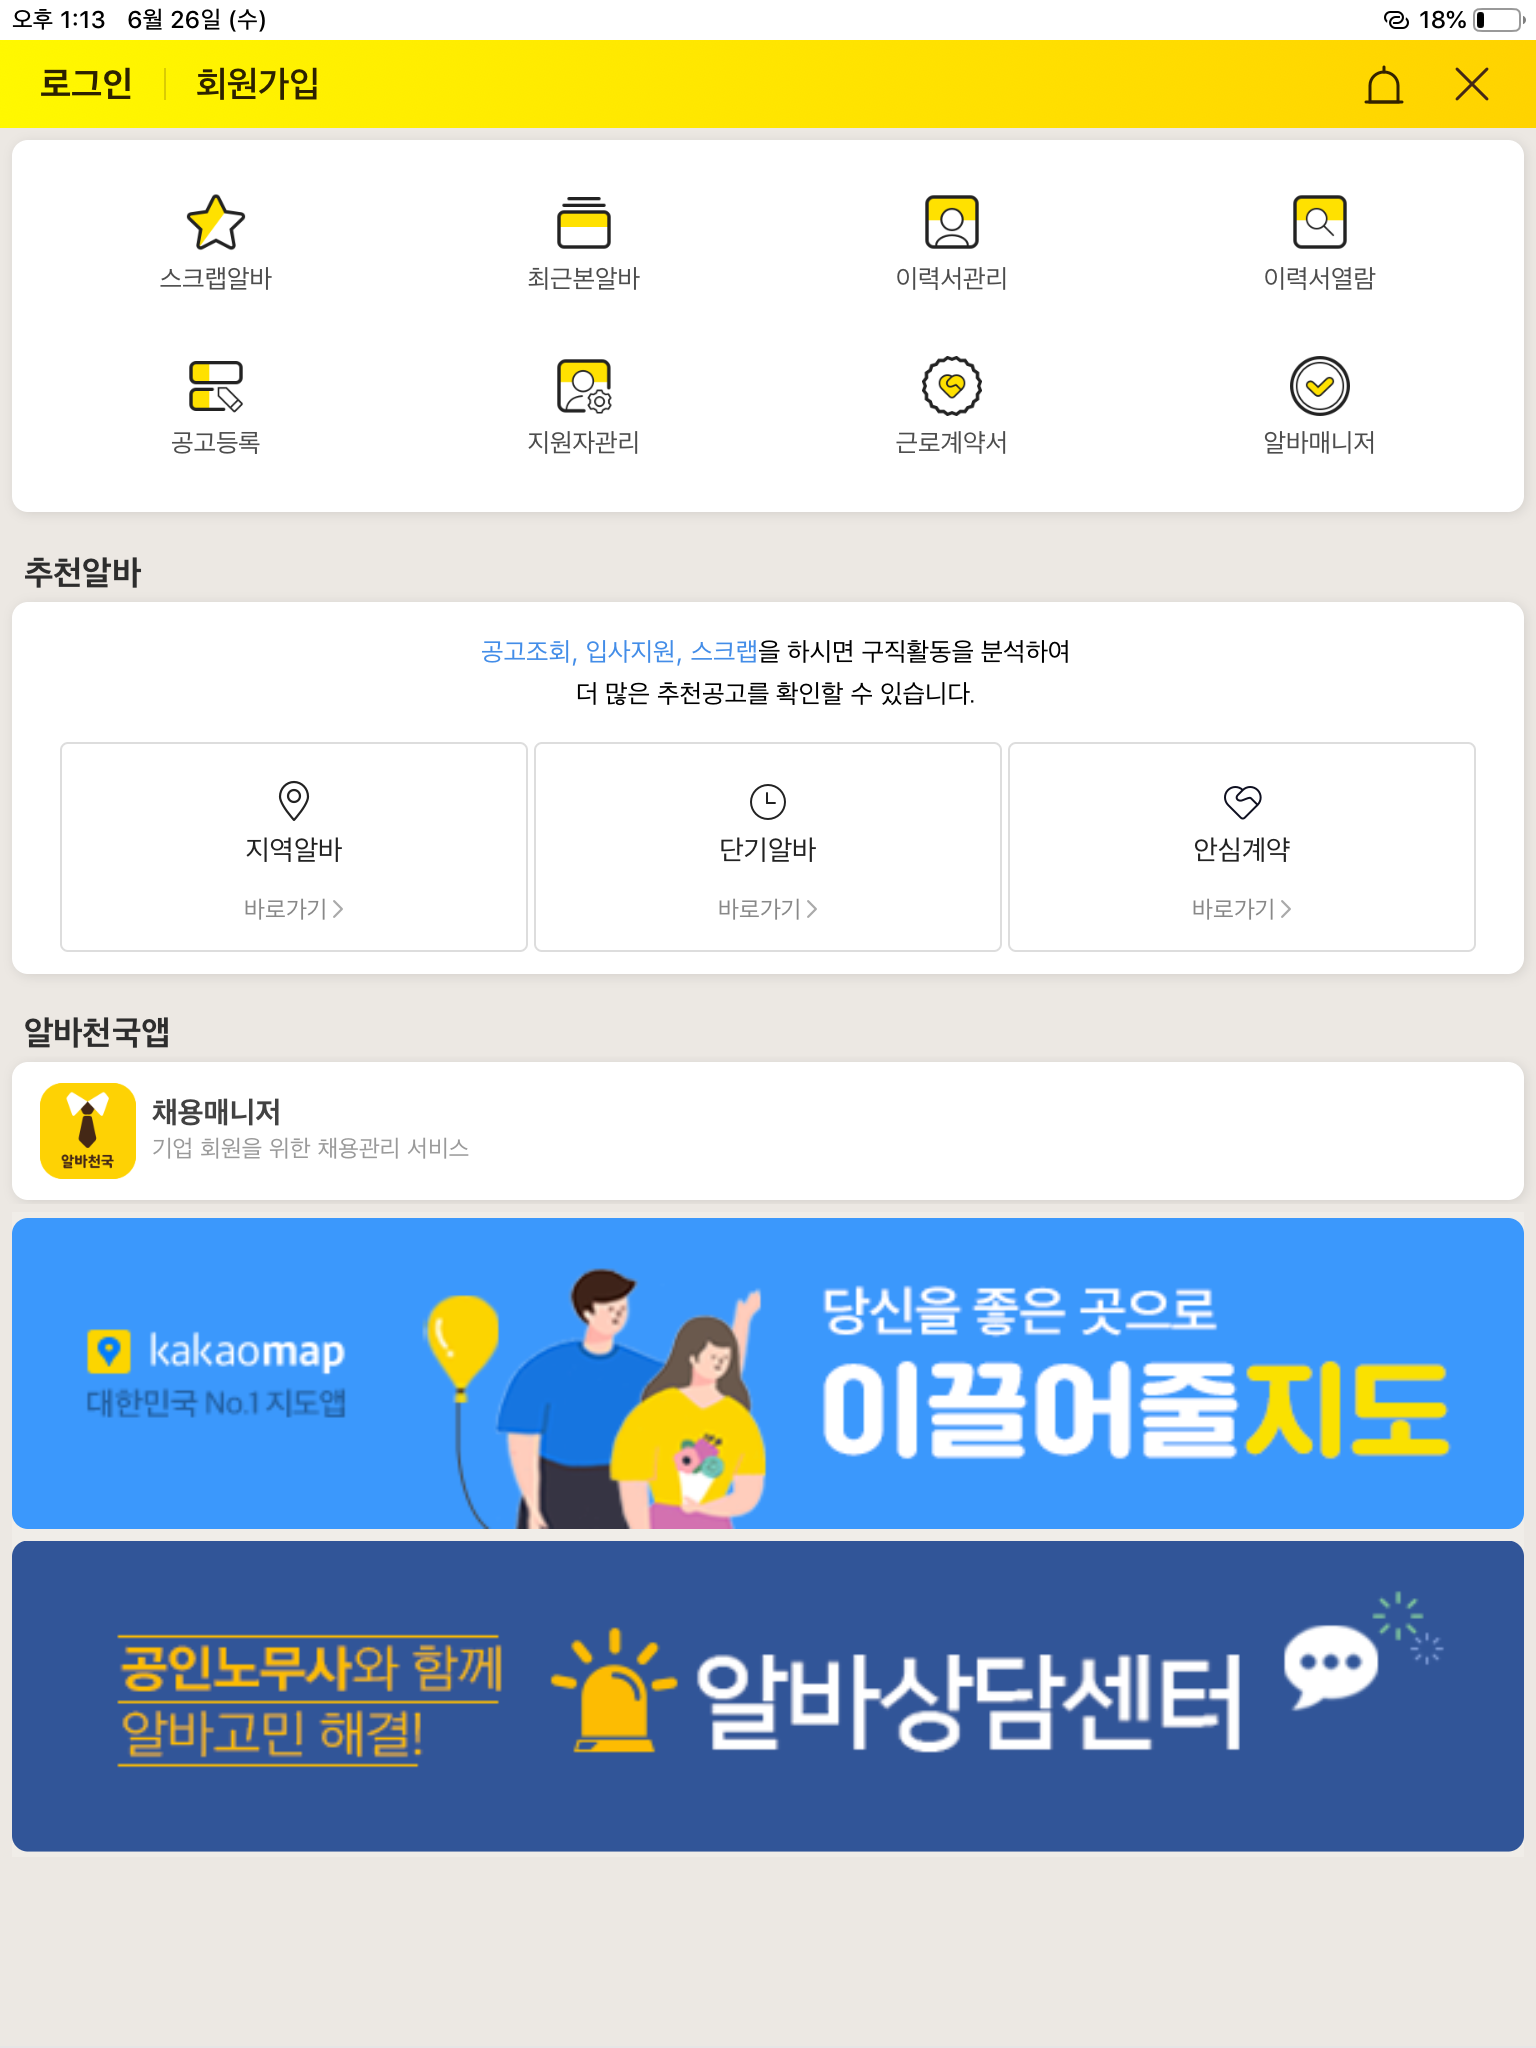 오후 1:13 6월 26일 (수) 18%
로그인 회원가입
스크랩알바 최근본알바 이력서관리 이력서열람
공고등록 지원자관리 근로계약서 알바매니저
추천알바
공고조회, 입사지원, 스크랩을 하시면 구직활동을 분석하여
더 많은 추천공고를 확인할 수 있습니다.
지역알바 단기알바 안심계약
바로가기 바로가기 바로가기
알바천국앱
알바천국
채용매니저
기업 회원을 위한 채용관리 서비스
kakaomap
대한민국 No.1 지도앱
당신을 좋은 곳으로
이끌어줄지도
공인노무사와 함께
알바고민 해결!
알바상담센터